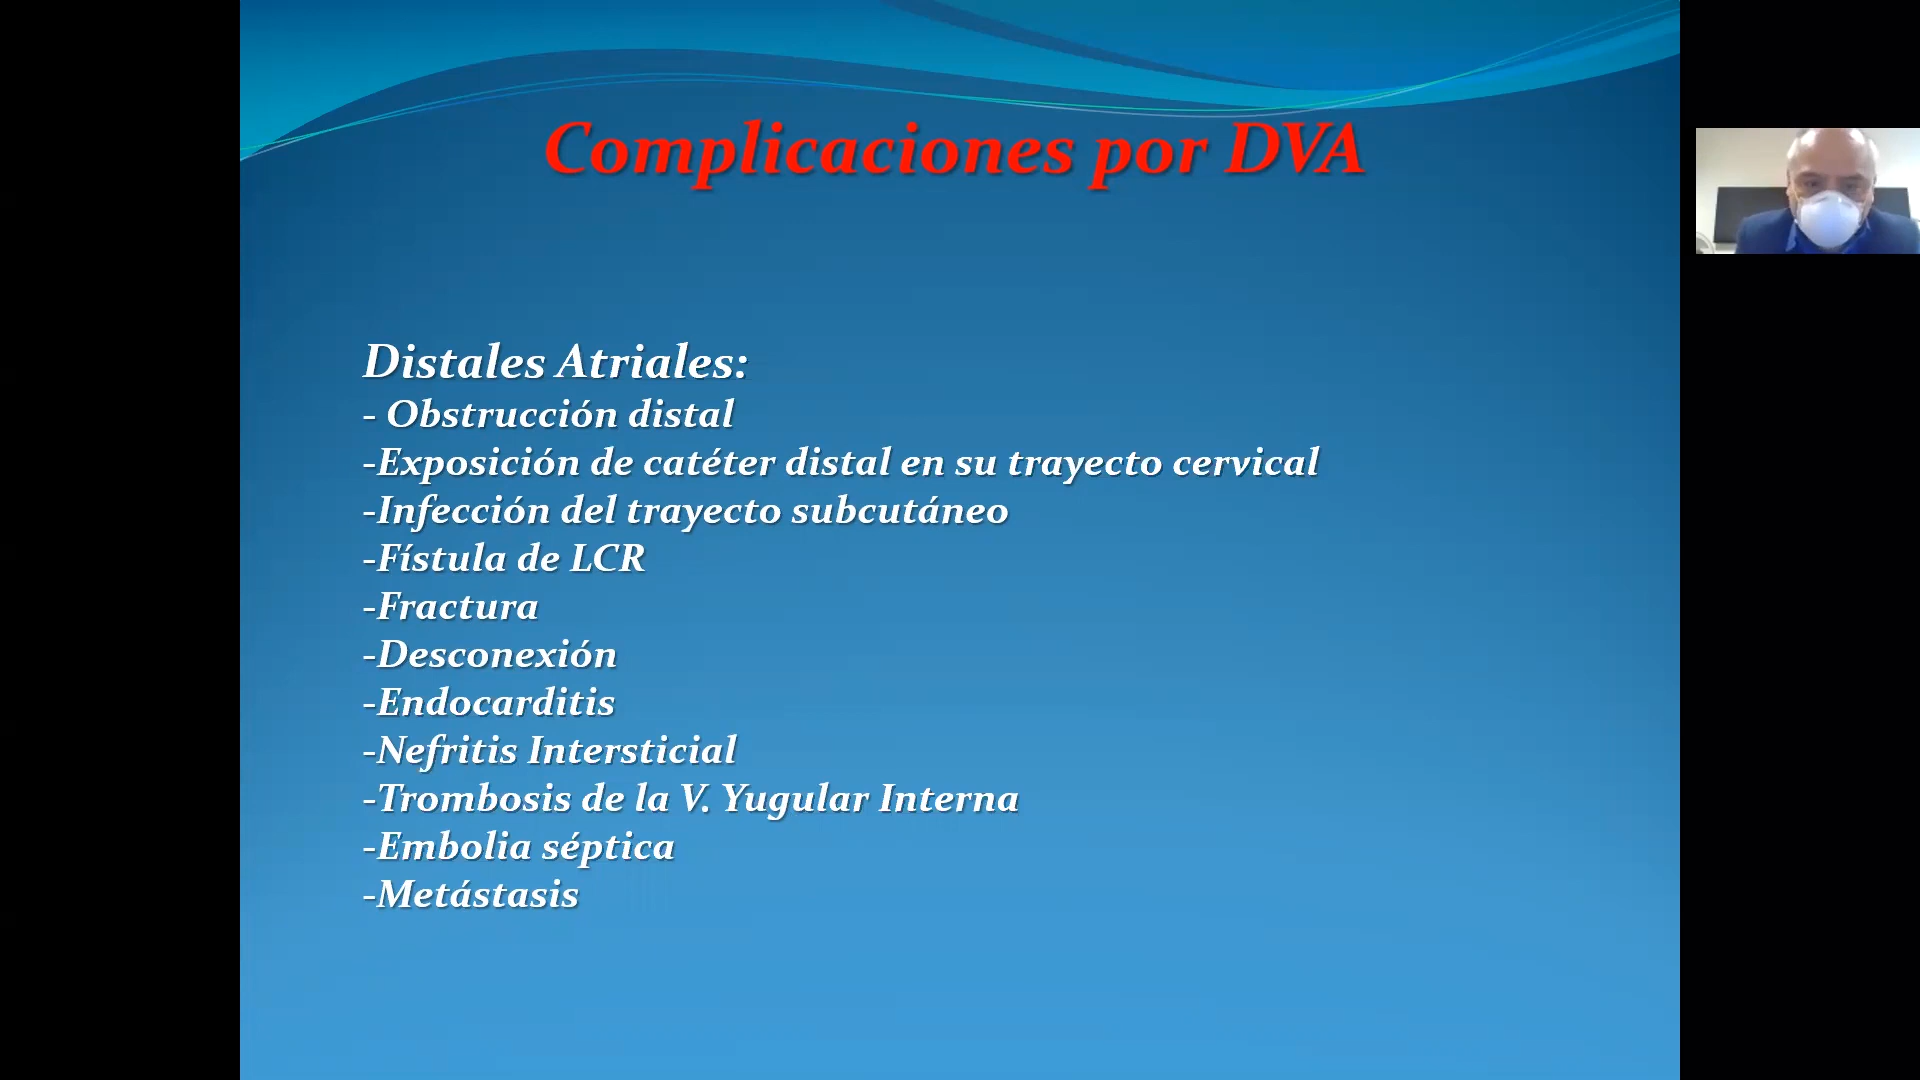 Complicaciones por DVA
Distales Atriales:
- Obstrucción distal
-Exposición de catéter distal en su trayecto cervical
-Infección del trayecto subcutáneo
-Fístula de LCR
-Fractura
-Desconexión
-Endocarditis
-Nefritis Intersticial
-Trombosis de la V. Yugular Interna
-Embolia séptica
-Metástasis